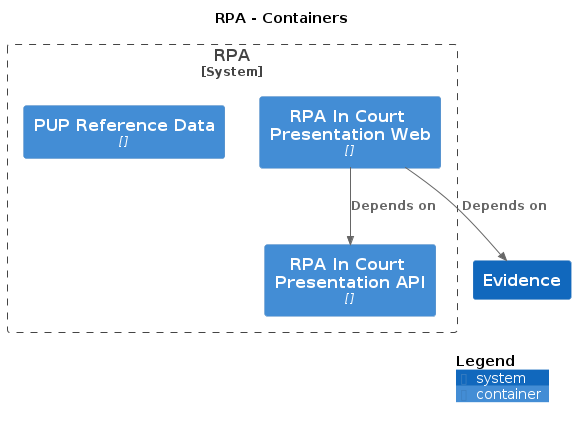 RPA - Containers
RPA
[System]
PUP Reference Data
[]
RPA In Court
Presentation Web
[]
Depends on
Depends on
RPA In Court
Presentation API
[]
Evidence
Legend
system
container